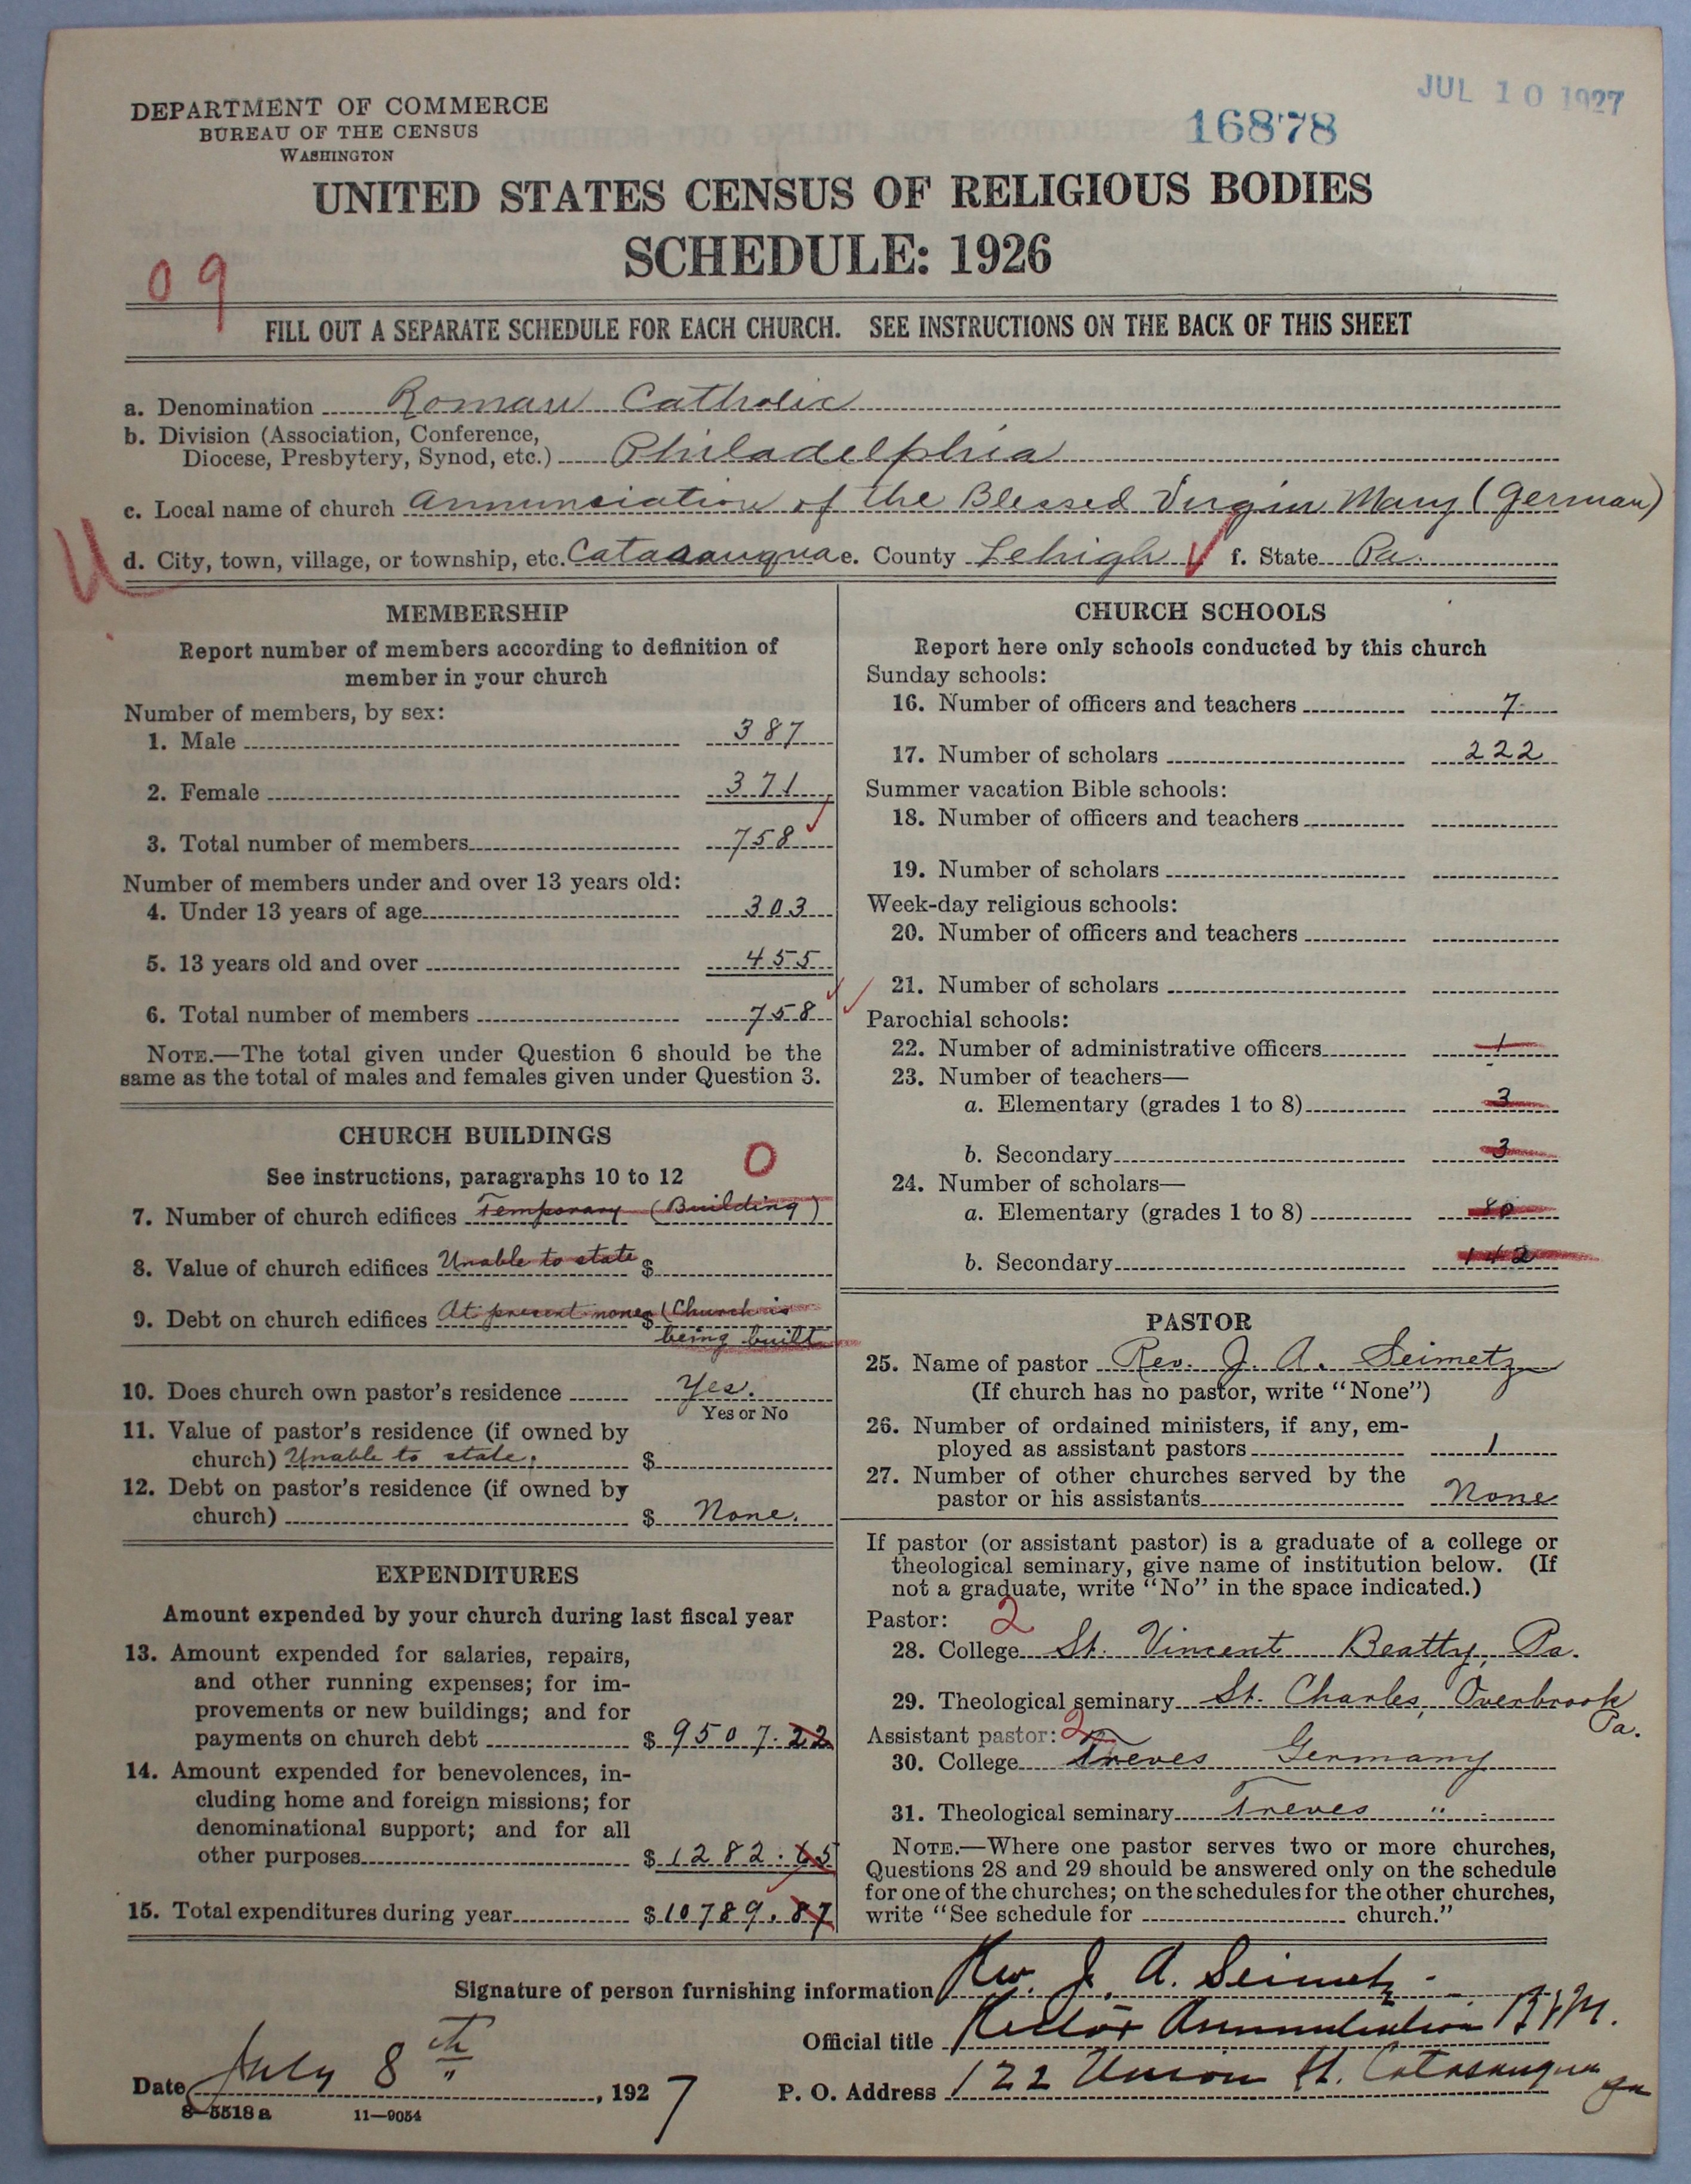 JUL 10 1927
16878
DEPARTMENT OF COMMERCE
BUREAU OF THE CENSUS
WASHINGTON
UNITED STATES CENSUS OF RELIGIOUS BODIES
SCHEDULE: 1926
09
FILL OUT A SEPARATE SCHEDULE FOR EACH CHURCH. SEE INSTRUCTIONS ON THE BACK OF THIS SHEET
a. Denomination Roman Catholic
b. Division (Association, Conference,
Diocese, Presbytery, Synod, etc.) Philadelphia
c. Local name of church Annunciation of the Blessed Virgin Mary (German)
U
d. City, town, village, or township, etc. Catasauqua e. County Lehigh f. State Pa.
MEMBERSHIP
Report number of members according to definition of
member in your church
Number of members, by sex:
1. Male 387
2. Female 371
3. Total number of members 758
Number of members under and over 13 years old:
4. Under 13 years of age 303
5. 13 years old and over 455
6. Total number of members 758
NOTE.—The total given under Question 6 should be the
same as the total of males and females given under Question 3.
CHURCH BUILDINGS
See instructions, paragraphs 10 to 12
0
7. Number of church edifices Temporary (Building)
8. Value of church edifices Unable to state $
9. Debt on church edifices At present none $ (Church is
being built
10. Does church own pastor's residence Yes.
Yes or No
11. Value of pastor's residence (if owned by
church) Unable to state. $
12. Debt on pastor's residence (if owned by
church) $ None.
EXPENDITURES
Amount expended by your church during last fiscal year
13. Amount expended for salaries, repairs,
and other running expenses; for im-
provements or new buildings; and for
payments on church debt $ 9507.22
14. Amount expended for benevolences, in-
cluding home and foreign missions; for
denominational support; and for all
other purposes $ 1282.65
15. Total expenditures during year $ 10789.87
CHURCH SCHOOLS
Report here only schools conducted by this church
Sunday schools:
16. Number of officers and teachers 7
17. Number of scholars 222
Summer vacation Bible schools:
18. Number of officers and teachers
19. Number of scholars
Week-day religious schools:
20. Number of officers and teachers
21. Number of scholars
Parochial schools:
22. Number of administrative officers 1
23. Number of teachers—
a. Elementary (grades 1 to 8) 3
b. Secondary 3
24. Number of scholars—
a. Elementary (grades 1 to 8) 80
b. Secondary 142
PASTOR
25. Name of pastor Rev. J. A. Seimetz
(If church has no pastor, write "None")
26. Number of ordained ministers, if any, em-
ployed as assistant pastors 1
27. Number of other churches served by the
pastor or his assistants None
If pastor (or assistant pastor) is a graduate of a college or
theological seminary, give name of institution below. (If
not a graduate, write "No" in the space indicated.)
Pastor: 2
28. College St. Vincent Beatty, Pa.
29. Theological seminary St. Charles, Overbrook
Pa.
Assistant pastor: 2
30. College Treves Germany
31. Theological seminary Treves "
NOTE.—Where one pastor serves two or more churches,
Questions 28 and 29 should be answered only on the schedule
for one of the churches; on the schedules for the other churches,
write "See schedule for church."
Signature of person furnishing information Rev. J. A. Seimetz
Official title Rector Annunciation B.V.M.
Date July 8th, 1927
P. O. Address 122 Union St. Catasauqua Pa
8—5518 a 11—9054